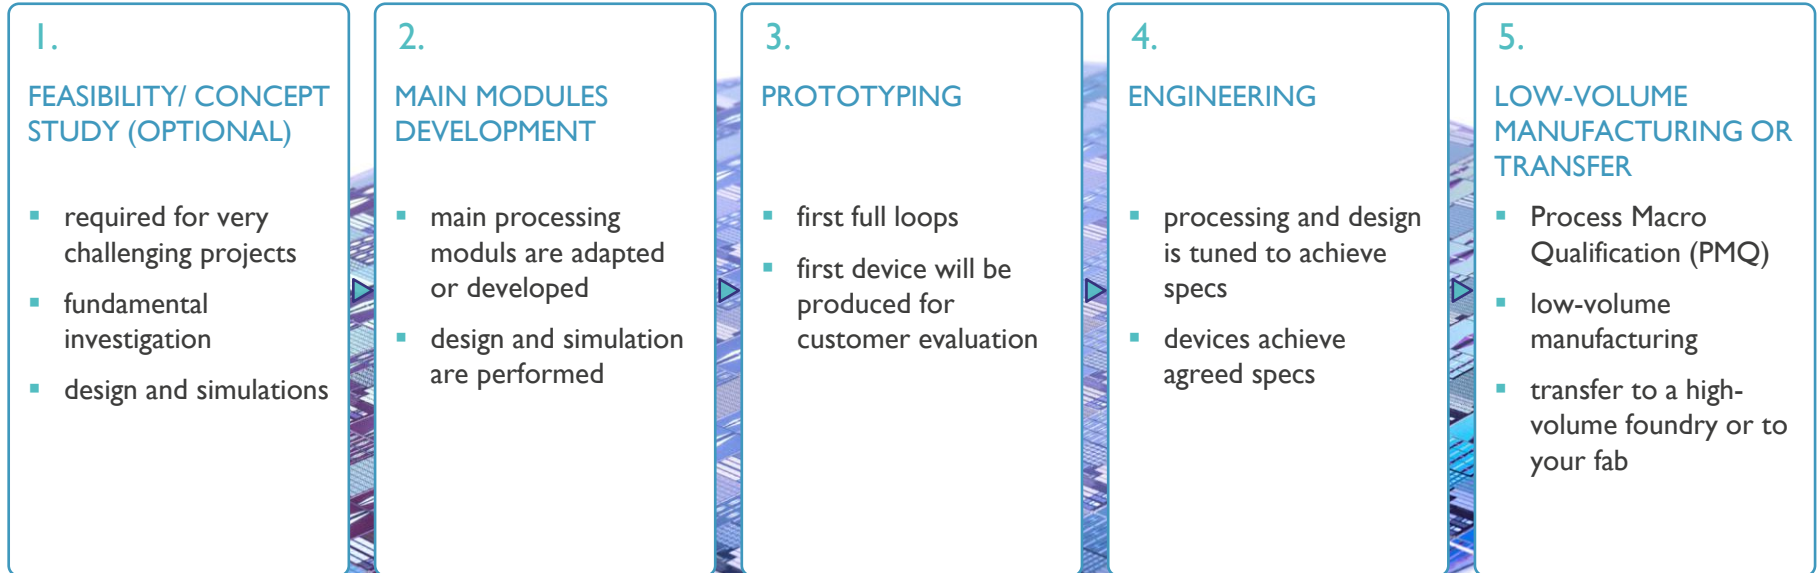 1.
FEASIBILITY/ CONCEPT
STUDY (OPTIONAL)
▪ required for very
challenging projects
▪ fundamental
investigation
▪ design and simulations
2.
MAIN MODULES
DEVELOPMENT
▪ main processing
moduls are adapted
or developed
▪ design and simulation
are performed
3.
PROTOTYPING
▪ first full loops
▪ first device will be
produced for
customer evaluation
4.
ENGINEERING
▪ processing and design
is tuned to achieve
specs
▪ devices achieve
agreed specs
5.
LOW-VOLUME
MANUFACTURING OR
TRANSFER
▪ Process Macro
Qualification (PMQ)
▪ low-volume
manufacturing
▪ transfer to a high-
volume foundry or to
your fab